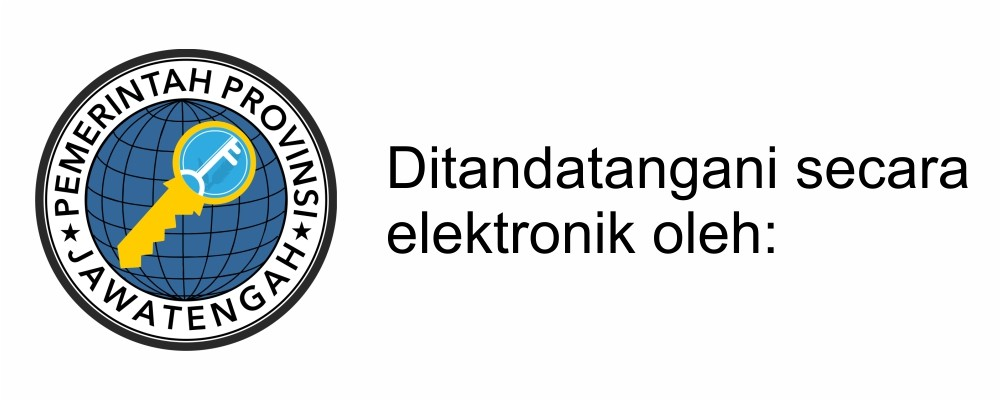 PEMERINTAH PROVINSI
JAWATENGAH
Ditandatangani secara
elektronik oleh: